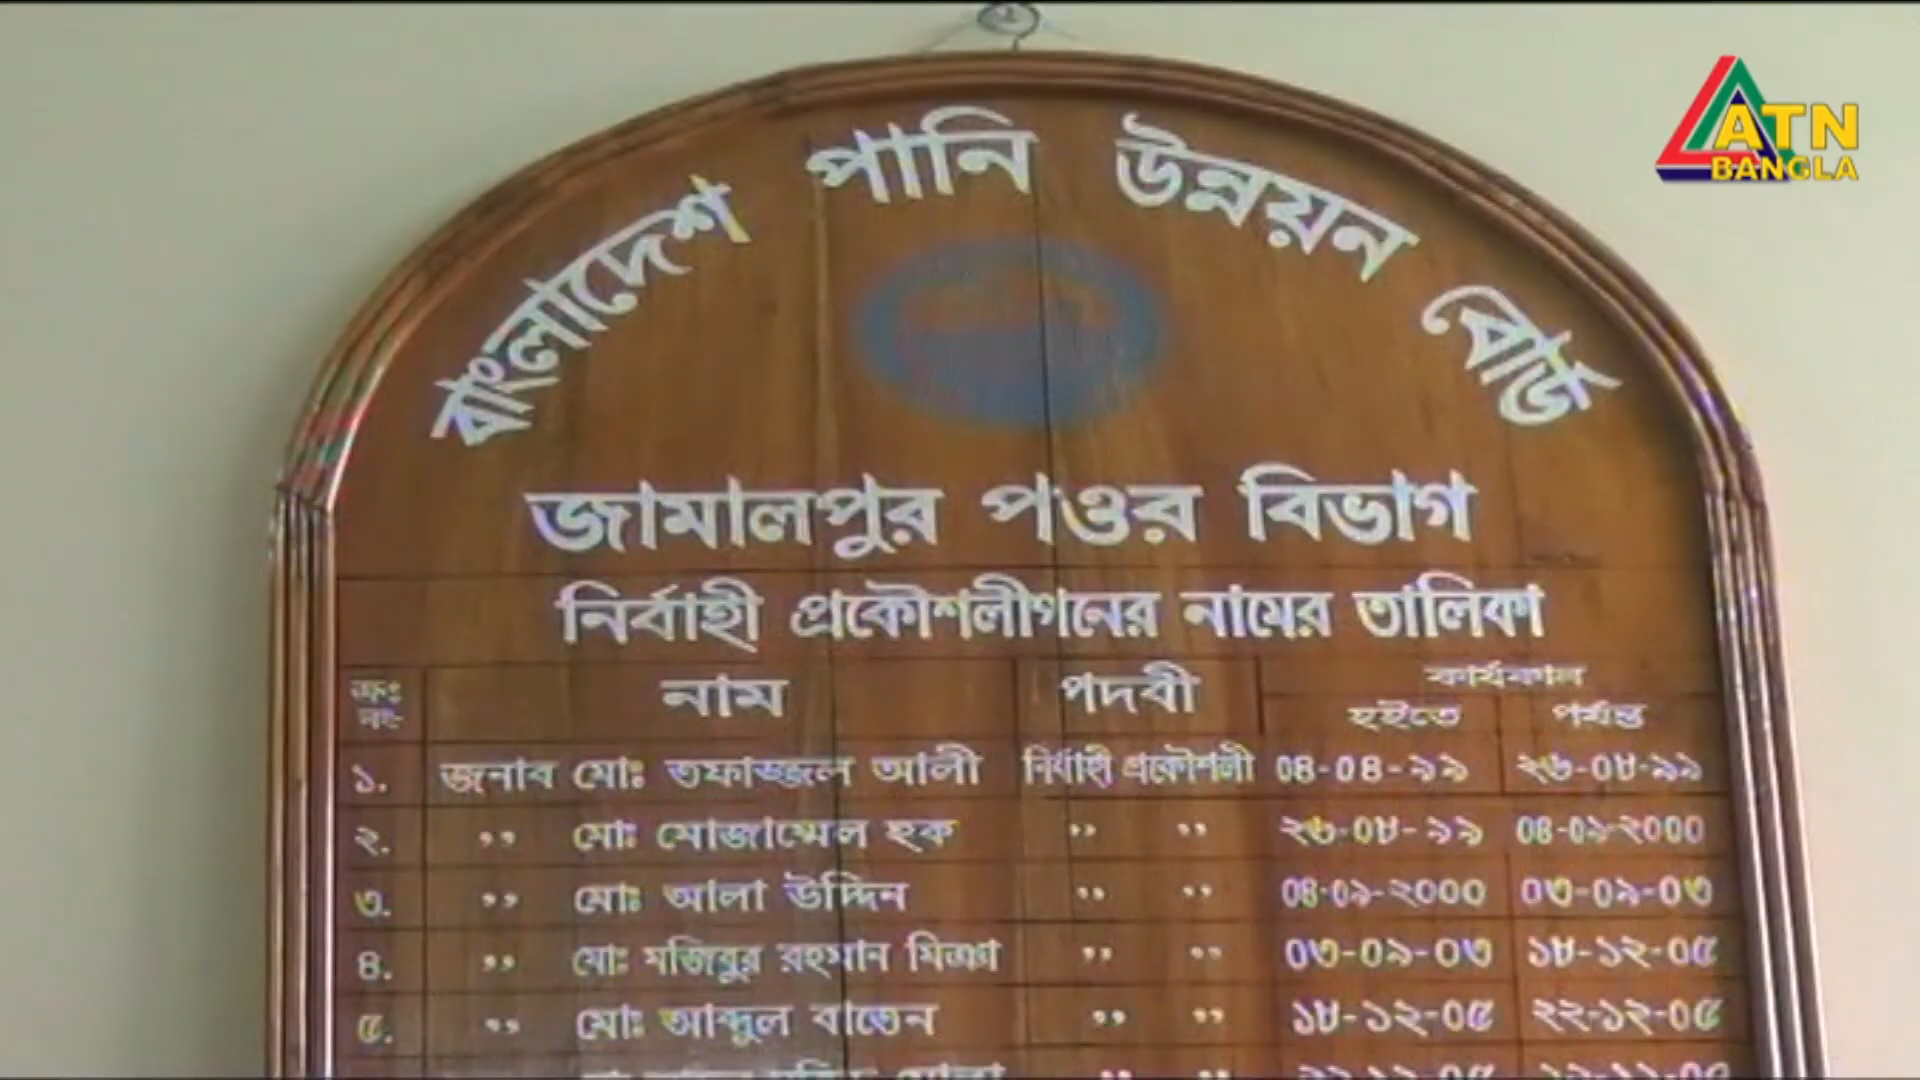 ATN
BANGLA
বাংলাদেশ পানি উন্নয়ন বোর্ড
জামালপুর পওর বিভাগ
নির্বাহী প্রকৌশলীগনের নামের তালিকা
ক্রঃ নং নাম পদবী কার্যকাল
হইতে পর্যন্ত
১. জনাব মোঃ তফাজ্জল আলী নির্বাহী প্রকৌশলী ০৪-০৪-৯৯ ২৬-০৮-৯৯
২. ,, মোঃ মোজাম্মেল হক ,, ,, ২৬-০৮-৯৯ ০৪-০৯-২০০০
৩. ,, মোঃ আলা উদ্দিন ,, ,, ০৪-০৯-২০০০ ০৩-০৯-০৩
৪. ,, মোঃ মজিবুর রহমান মিঞা ,, ,, ০৩-০৯-০৩ ১৮-১২-০৫
৫. ,, মোঃ আব্দুল বাতেন ,, ,, ১৮-১২-০৫ ২২-১২-০৫